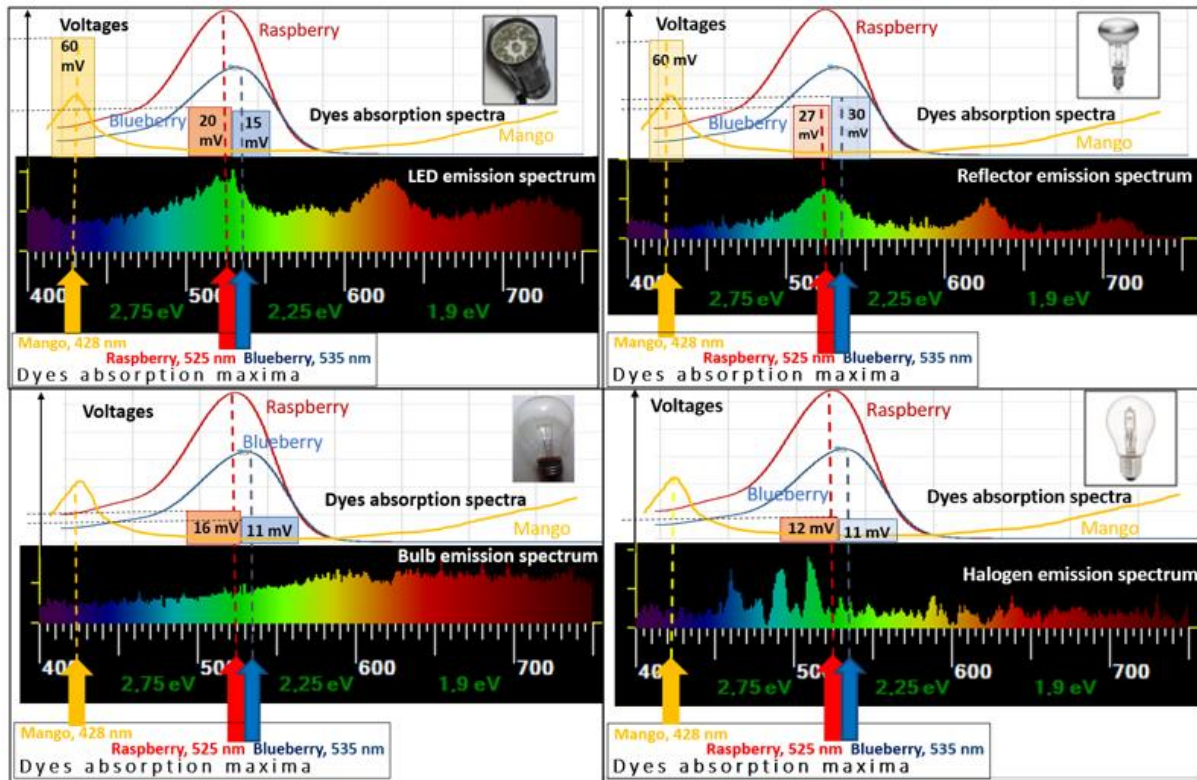 Voltages
60
mV
Raspberry
Blueberry
20
mV
15
mV
Dyes absorption spectra
Mango
LED emission spectrum
400
500
600
700
2.75 eV
2.25 eV
1.9 eV
Mango, 428 nm
Raspberry, 525 nm Blueberry, 535 nm
Dyes absorption maxima
Voltages
60 mV
Raspberry
Blueberry
27
mV
30
mV
Dyes absorption spectra
Mango
Reflector emission spectrum
400
500
600
700
2.75 eV
2.25 eV
1.9 eV
Mango, 428 nm
Raspberry, 525 nm Blueberry, 535 nm
Dyes absorption maxima
Voltages
Raspberry
Blueberry
Dyes absorption spectra
16 mV
11 mV
Mango
Bulb emission spectrum
400
500
600
700
2.75 eV
2.25 eV
1.9 eV
Mango, 428 nm
Raspberry, 525 nm Blueberry, 535 nm
Dyes absorption maxima
Voltages
Raspberry
Blueberry
Dyes absorption spectra
12 mV
11 mV
Mango
Halogen emission spectrum
400
500
600
700
2.75 eV
2.25 eV
1.9 eV
Mango, 428 nm
Raspberry, 525 nm Blueberry, 535 nm
Dyes absorption maxima